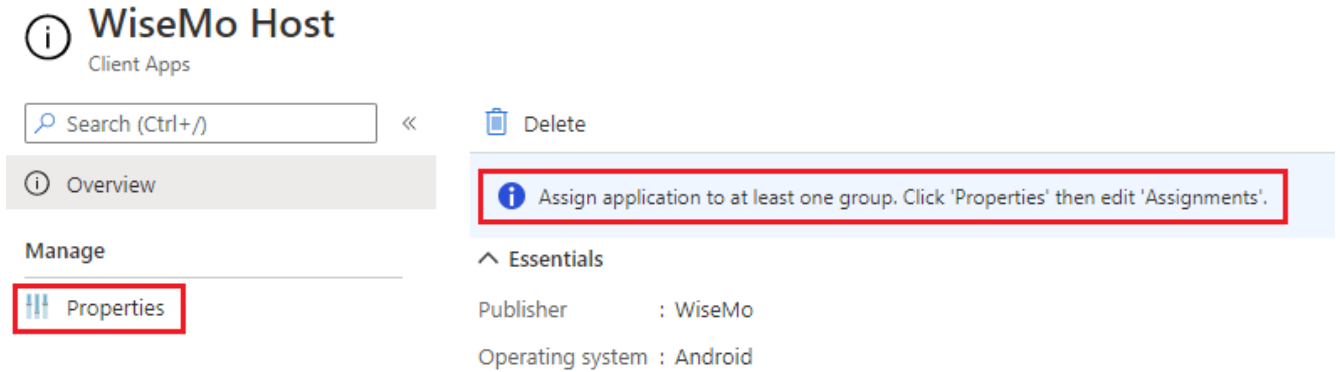 WiseMo Host
Client Apps
Search (Ctrl+/)
«
Delete
Overview
Assign application to at least one group. Click 'Properties' then edit 'Assignments'.
Manage
Essentials
Properties
Publisher : WiseMo
Operating system : Android